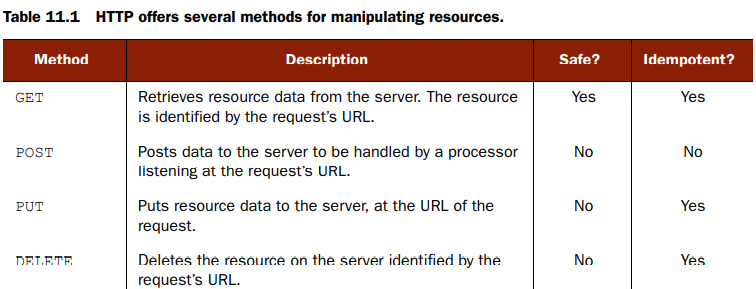 Table 11.1 HTTP offers several methods for manipulating resources.
Method Description Safe? Idempotent?
GET Retrieves resource data from the server. The resource Yes Yes
is identified by the request's URL.
POST Posts data to the server to be handled by a processor No No
listening at the request's URL.
PUT Puts resource data to the server, at the URL of the No Yes
request.
DELETE Deletes the resource on the server identified by the No Yes
request's URL.